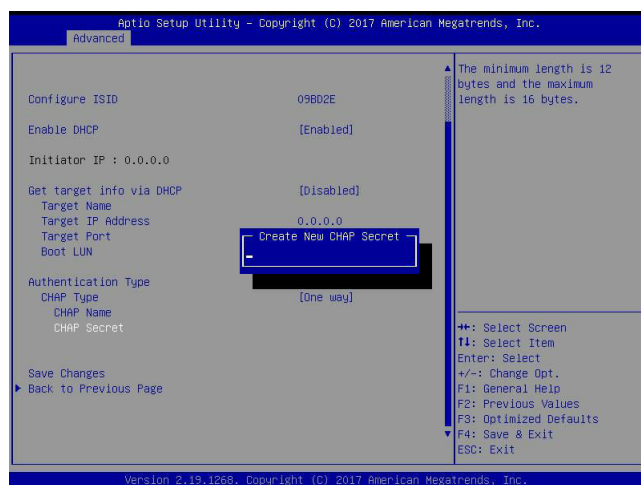 Aptio Setup Utility – Copyright (C) 2017 American Megatrends, Inc.
Advanced
Configure ISID 09BD2E
Enable DHCP [Enabled]
Initiator IP : 0.0.0.0
Get target info via DHCP [Disabled]
Target Name
Target IP Address 0.0.0.0
Target Port
Boot LUN
Create New CHAP Secret
Authentication Type
CHAP Type [One way]
CHAP Name
CHAP Secret
Save Changes
Back to Previous Page
The minimum length is 12
bytes and the maximum
length is 16 bytes.
→←: Select Screen
↑↓: Select Item
Enter: Select
+/-: Change Opt.
F1: General Help
F2: Previous Values
F3: Optimized Defaults
F4: Save & Exit
ESC: Exit
Version 2.19.1268. Copyright (C) 2017 American Megatrends, Inc.